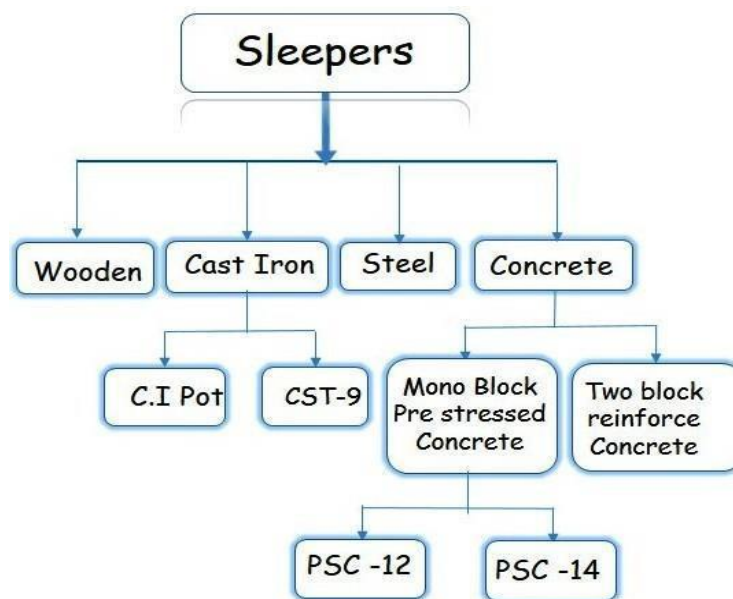 Sleepers
Wooden
Cast Iron
Steel
Concrete
C.I Pot
CST-9
Mono Block
Pre stressed
Concrete
Two block
reinforce
Concrete
PSC -12
PSC -14